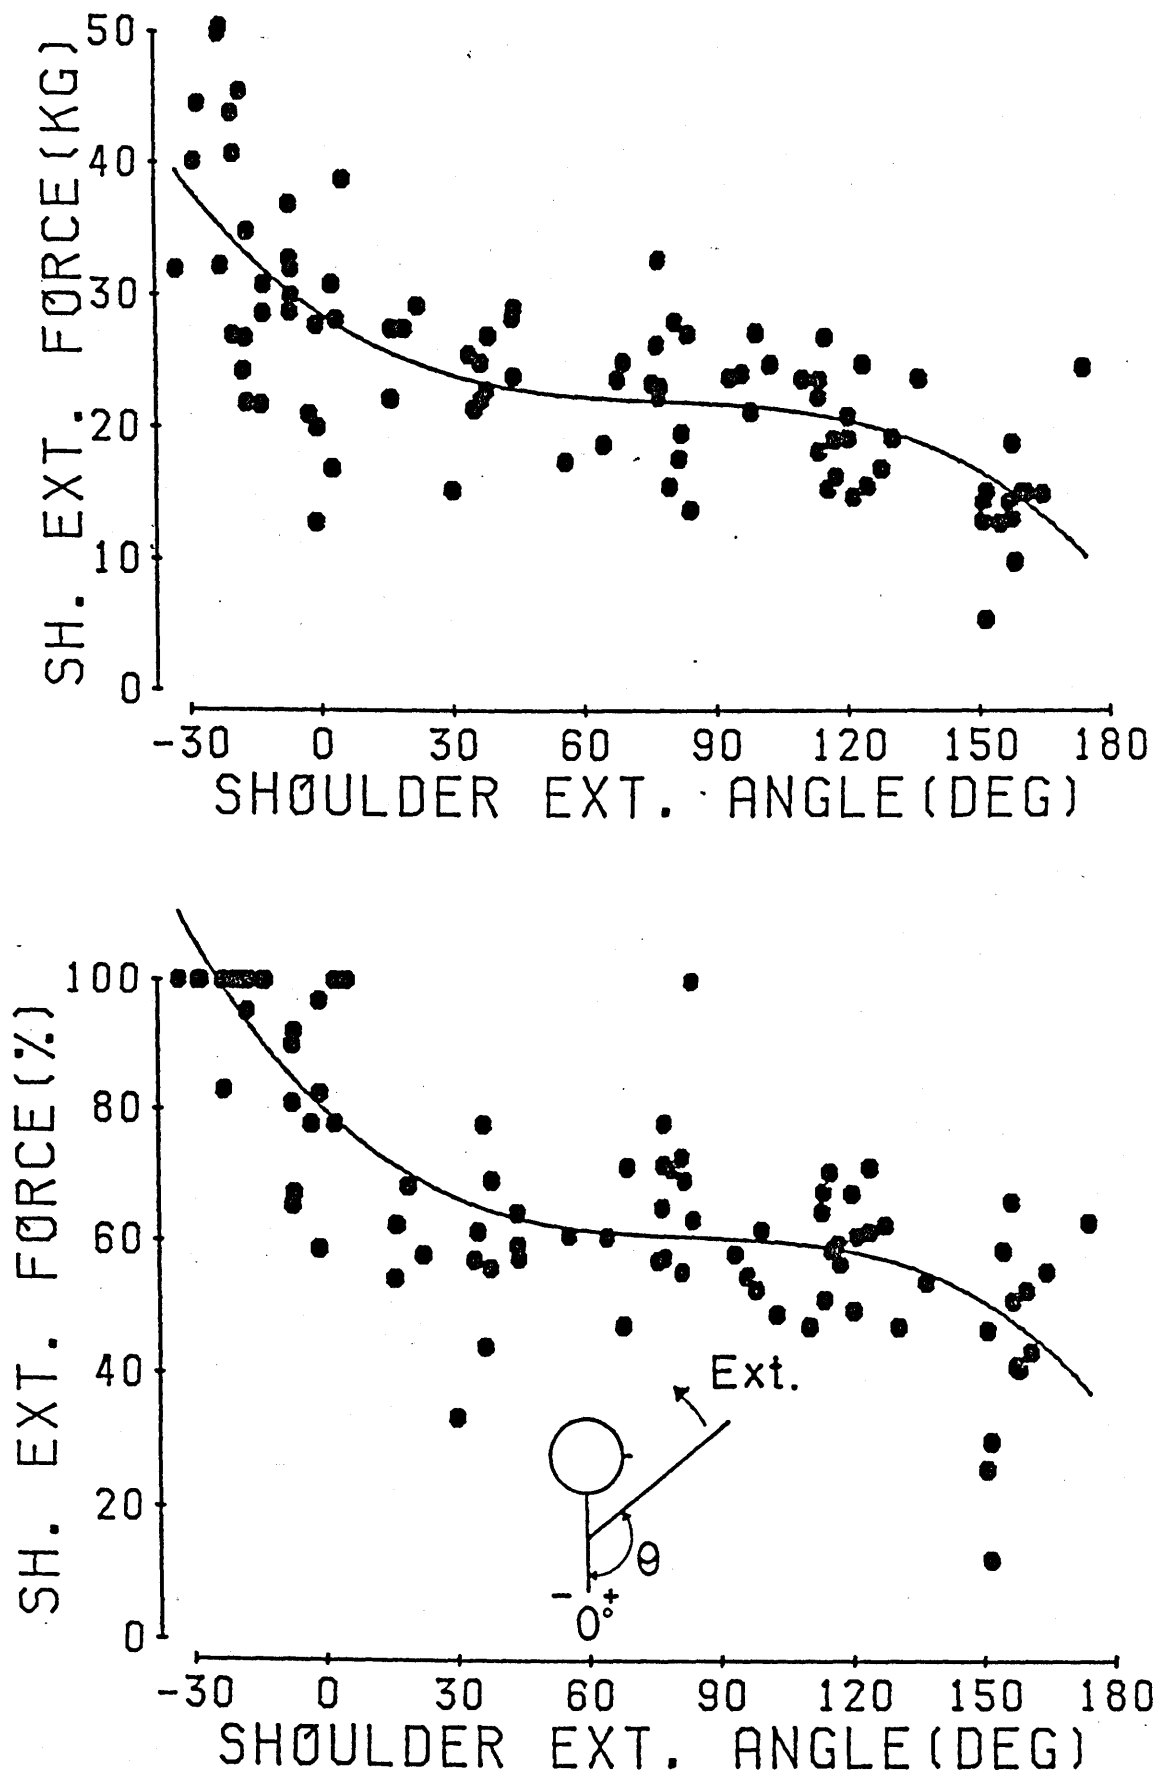 50
40
30
20
10
0
SH. EXT. FØRCE(KG)
-30 0 30 60 90 120 150 180
SHØULDER EXT. ANGLE(DEG)
100
80
60
40
20
0
SH. EXT. FØRCE(%)
Ext.
θ
- +
0°
-30 0 30 60 90 120 150 180
SHØULDER EXT. ANGLE(DEG)